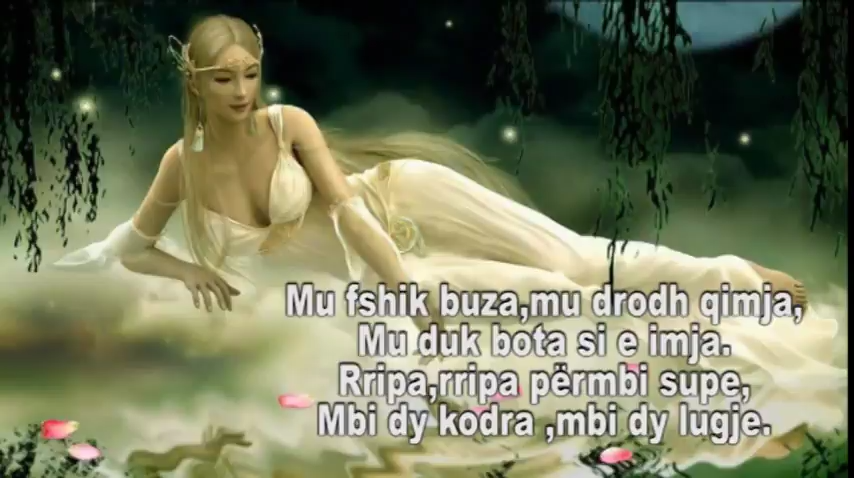 Mu fshik buza,mu drodh qimja,
Mu duk bota si e imja.
Rripa,rripa përmbi supe,
Mbi dy kodra ,mbi dy lugje.